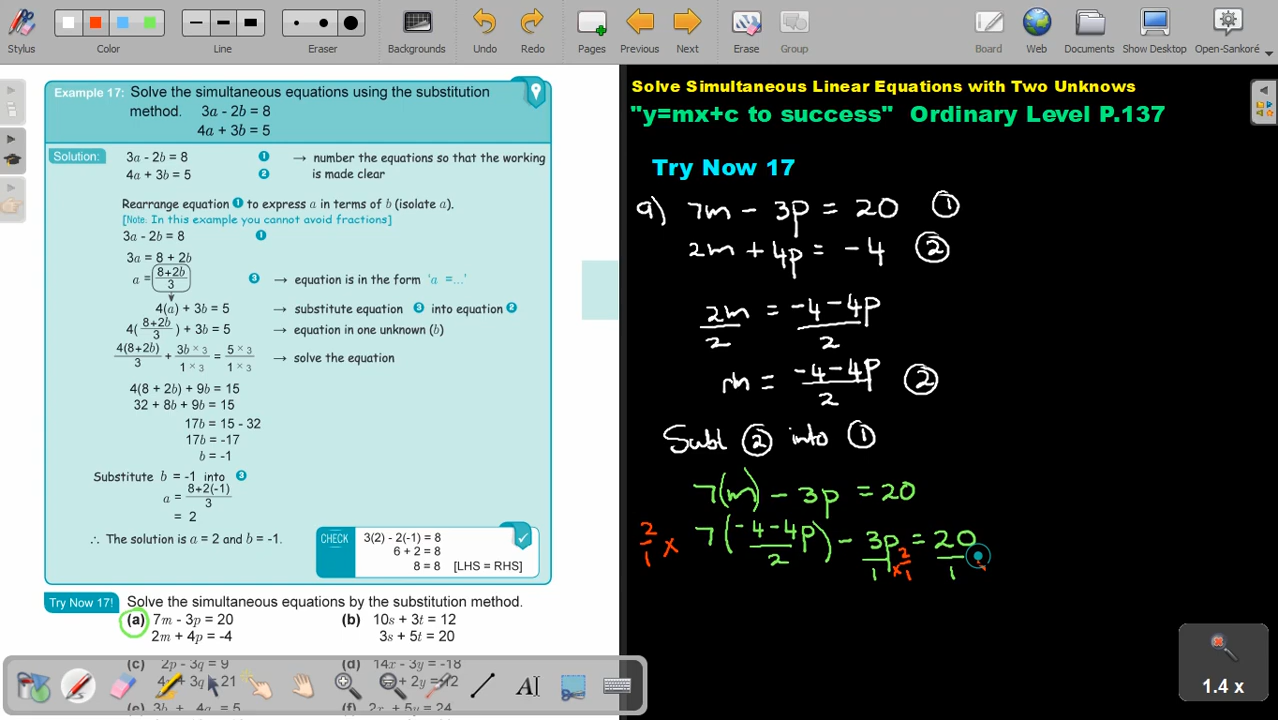 Stylus Color Line Eraser Backgrounds Undo Redo Pages Previous Next Erase Group Board Web Documents Show Desktop Open-Sankoré
Example 17: Solve the simultaneous equations using the substitution
method. 3a - 2b = 8
4a + 3b = 5
Solution:
3a - 2b = 8 1 → number the equations so that the working
4a + 3b = 5 2 is made clear
Rearrange equation 1 to express a in terms of b (isolate a).
[Note: In this example you cannot avoid fractions]
3a - 2b = 8 1
3a = 8 + 2b
a = 8+2b/3 3 → equation is in the form 'a =...'
4(a) + 3b = 5 → substitute equation 3 into equation 2
4(8+2b/3) + 3b = 5 → equation in one unknown (b)
4(8+2b)/3 + 3b × 3/1 × 3 = 5 × 3/1 × 3 → solve the equation
4(8 + 2b) + 9b = 15
32 + 8b + 9b = 15
17b = 15 - 32
17b = -17
b = -1
Substitute b = -1 into 3
a = 8+2(-1)/3
= 2
∴ The solution is a = 2 and b = -1.
CHECK
3(2) - 2(-1) = 8
6 + 2 = 8
8 = 8 [LHS = RHS]
Try Now 17! Solve the simultaneous equations by the substitution method.
(a) 7m - 3p = 20 (b) 10s + 3t = 12
2m + 4p = -4 3s + 5t = 20
(c) 2p - 3q = 9 (d) 14x - 3y = -18
Solve Simultaneous Linear Equations with Two Unknows
"y=mx+c to success" Ordinary Level P.137
Try Now 17
a) 7m - 3p = 20 ①
2m + 4p = -4 ②
2m/2 = -4-4p/2
m = -4-4p/2 ②
Subt ② into ①
7(m) - 3p = 20
2/1 × 7(-4-4p/2) - 3p/1 ×2/1 = 20/1
1.4 x